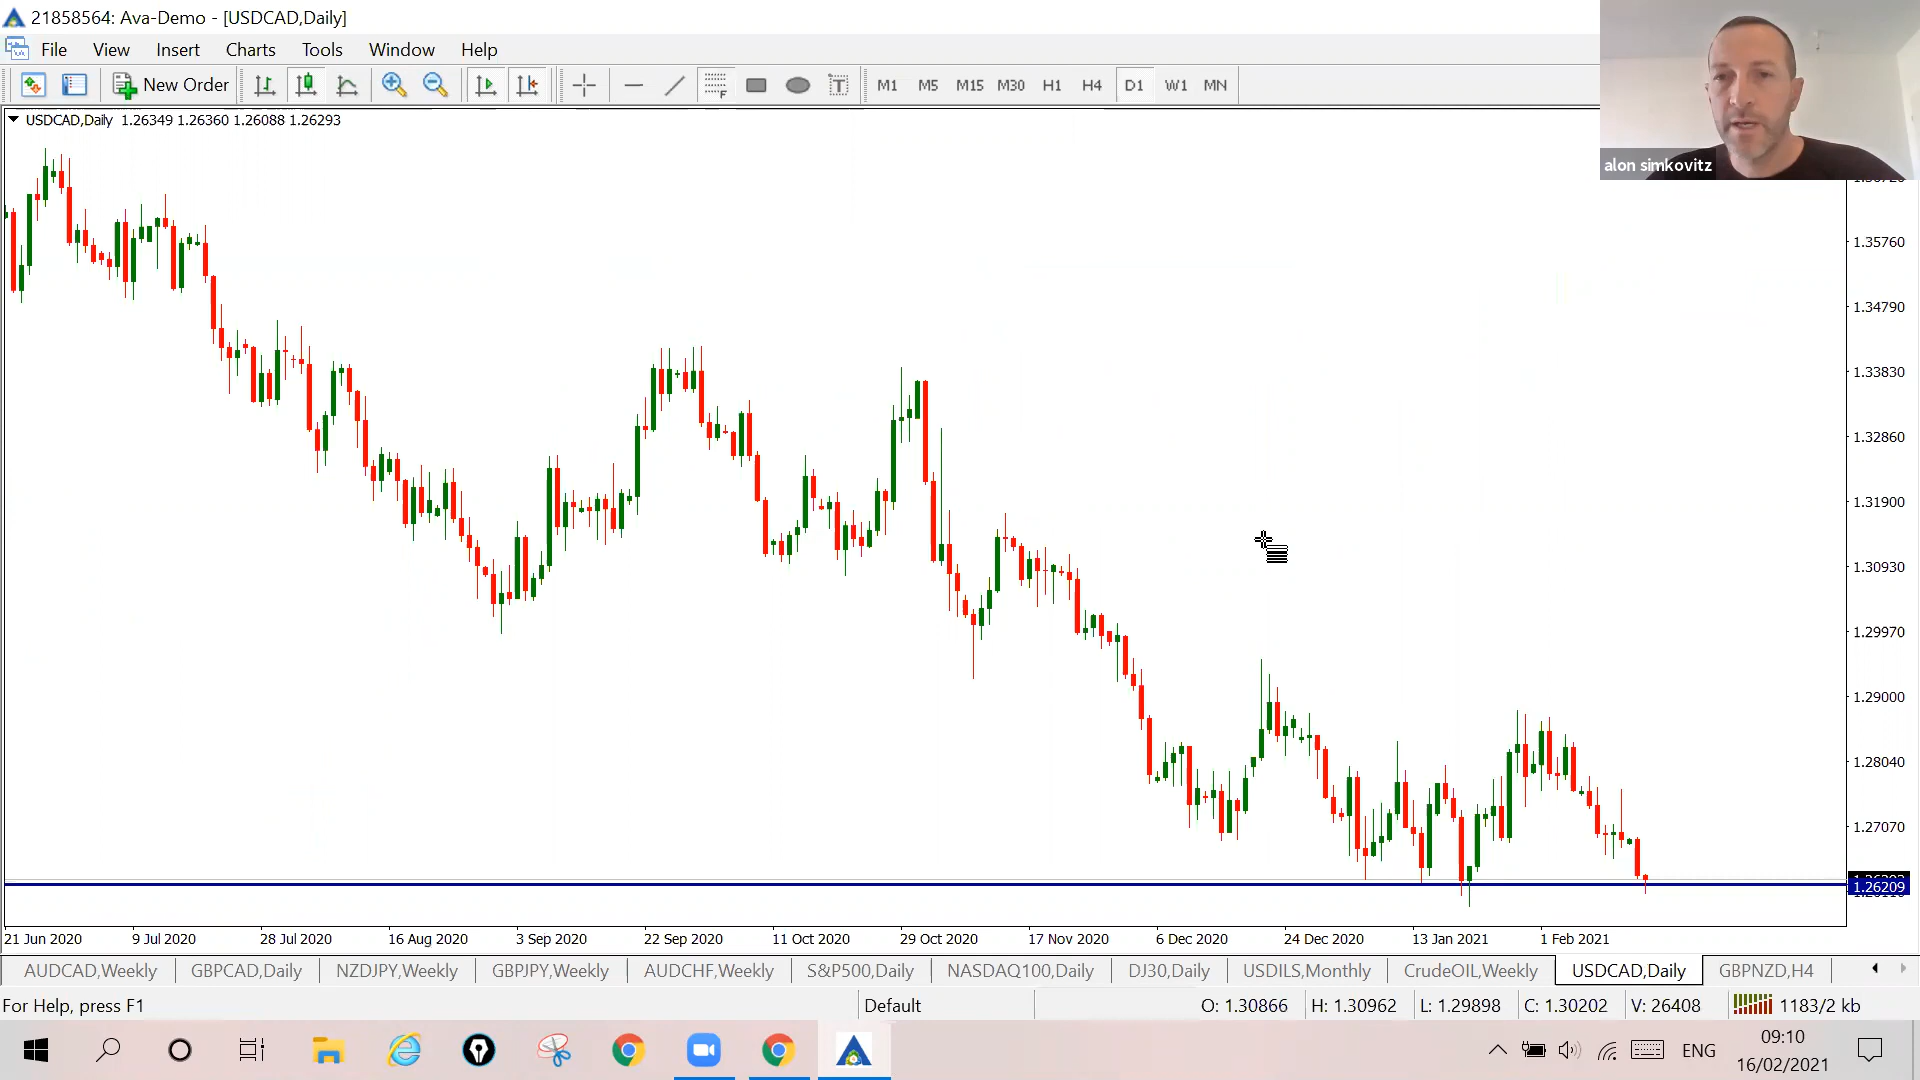 21858564: Ava-Demo - [USDCAD,Daily]
File View Insert Charts Tools Window Help
New Order M1 M5 M15 M30 H1 H4 D1 W1 MN
alon simkovitz
USDCAD,Daily 1.26349 1.26360 1.26088 1.26293
1.35760
1.34790
1.33830
1.32860
1.31900
1.30930
1.29970
1.29000
1.28040
1.27070
1.26209
21 Jun 2020 9 Jul 2020 28 Jul 2020 16 Aug 2020 3 Sep 2020 22 Sep 2020 11 Oct 2020 29 Oct 2020 17 Nov 2020 6 Dec 2020 24 Dec 2020 13 Jan 2021 1 Feb 2021
AUDCAD,Weekly GBPCAD,Daily NZDJPY,Weekly GBPJPY,Weekly AUDCHF,Weekly S&P500,Daily NASDAQ100,Daily DJ30,Daily USDILS,Monthly CrudeOIL,Weekly USDCAD,Daily GBPNZD,H4
For Help, press F1 Default O: 1.30866 H: 1.30962 L: 1.29898 C: 1.30202 V: 26408 1183/2 kb
ENG 09:10
16/02/2021